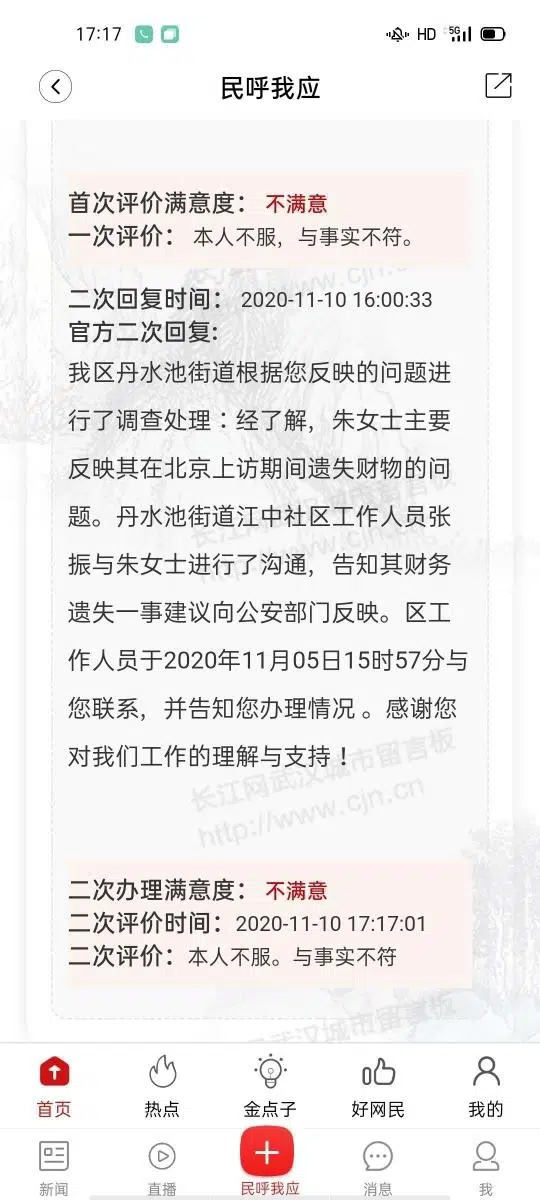 17:17 HD 5G
民呼我应
首次评价满意度： 不满意
一次评价： 本人不服，与事实不符。
二次回复时间： 2020-11-10 16:00:33
官方二次回复:
我区丹水池街道根据您反映的问题进
行了调查处理：经了解，朱女士主要
反映其在北京上访期间遗失财物的问
题。丹水池街道江中社区工作人员张
振与朱女士进行了沟通，告知其财务
遗失一事建议向公安部门反映。区工
作人员于2020年11月05日15时57分与
您联系，并告知您办理情况 。感谢您
对我们工作的理解与支持！
长江网武汉城市留言板
http://www.cjn.cn
二次办理满意度： 不满意
二次评价时间： 2020-11-10 17:17:01
二次评价： 本人不服。与事实不符
首页 热点 金点子 好网民 我的
新闻 直播 民呼我应 消息 我